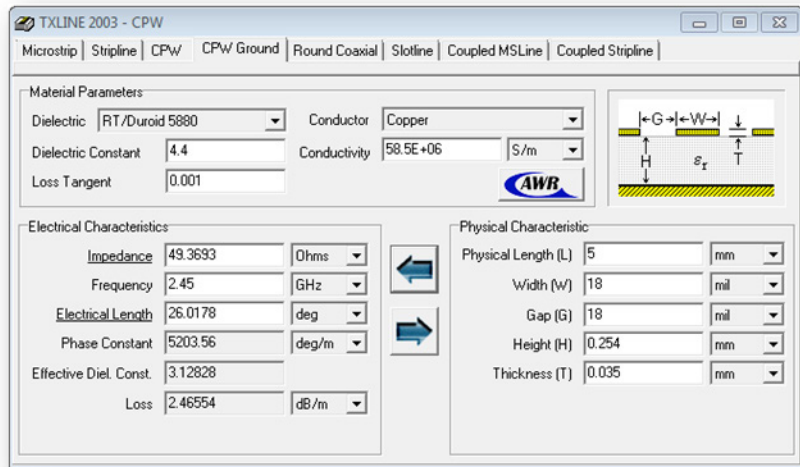 TXLINE 2003 - CPW
Microstrip Stripline CPW CPW Ground Round Coaxial Slotline Coupled MSLine Coupled Stripline
Material Parameters
Dielectric RT/Duroid 5880 Conductor Copper
Dielectric Constant 4.4 Conductivity 58.5E+06 S/m
Loss Tangent 0.001
AWR
G W
H εr T
Electrical Characteristics
Impedance 49.3693 Ohms
Frequency 2.45 GHz
Electrical Length 26.0178 deg
Phase Constant 5203.56 deg/m
Effective Diel. Const. 3.12828
Loss 2.46554 dB/m
Physical Characteristic
Physical Length (L) 5 mm
Width (W) 18 mil
Gap (G) 18 mil
Height (H) 0.254 mm
Thickness (T) 0.035 mm